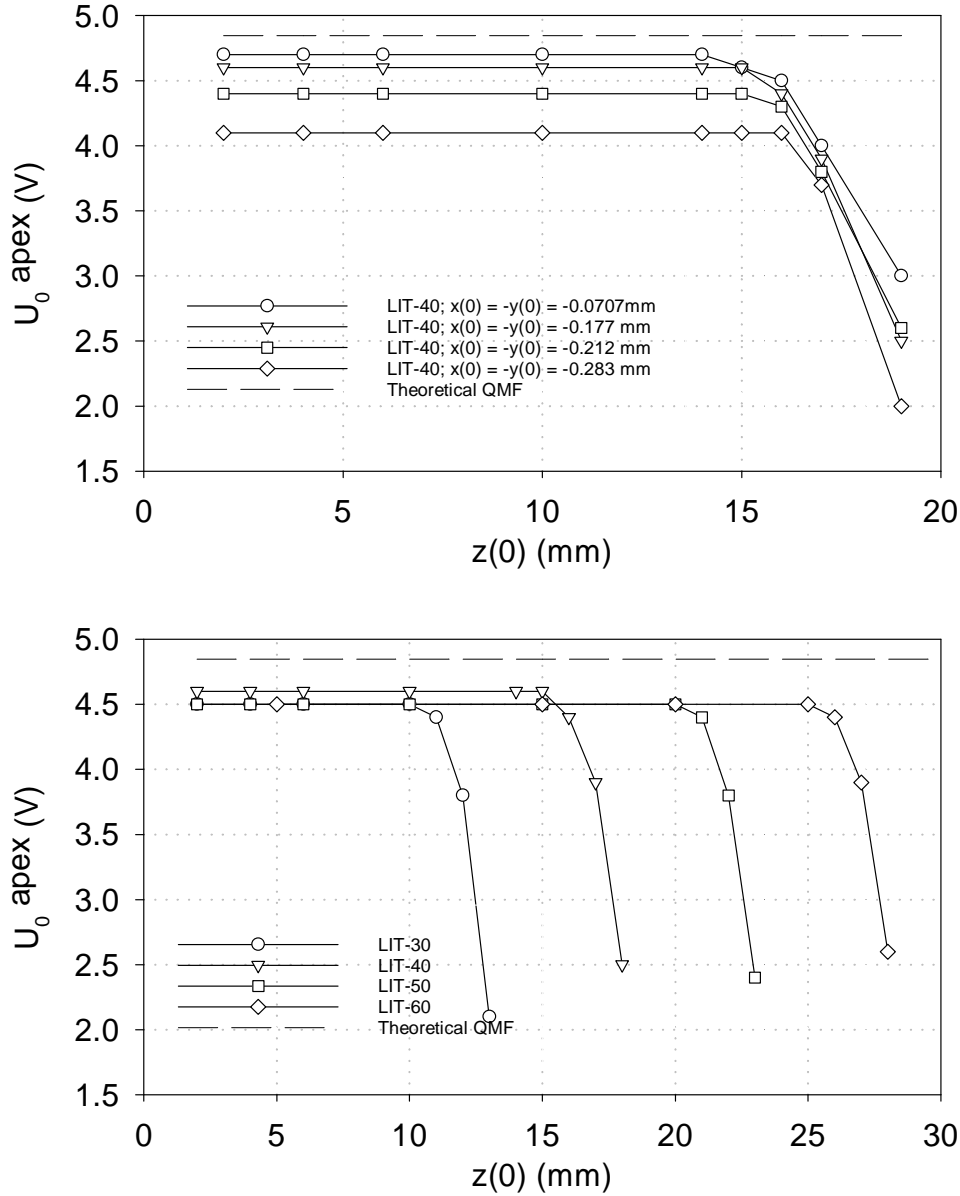 5.0
4.5
4.0
3.5
3.0
2.5
2.0
1.5
U0 apex (V)
LIT-40; x(0) = -y(0) = -0.0707mm
LIT-40; x(0) = -y(0) = -0.177 mm
LIT-40; x(0) = -y(0) = -0.212 mm
LIT-40; x(0) = -y(0) = -0.283 mm
Theoretical QMF
0 5 10 15 20
z(0) (mm)
5.0
4.5
4.0
3.5
3.0
2.5
2.0
1.5
U0 apex (V)
LIT-30
LIT-40
LIT-50
LIT-60
Theoretical QMF
0 5 10 15 20 25 30
z(0) (mm)